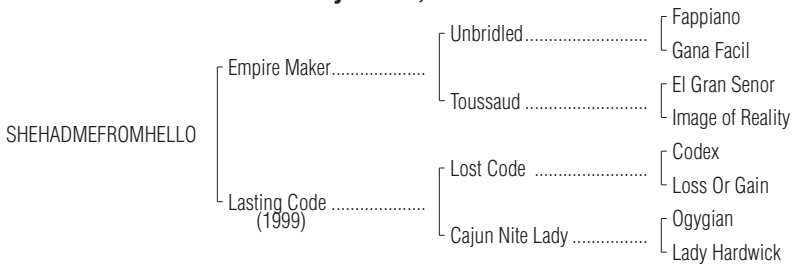 Fappiano
Unbridled
Gana Facil
Empire Maker
El Gran Senor
Toussaud
Image of Reality
SHEHADMEFROMHELLO
Codex
Lost Code
Loss Or Gain
Lasting Code
(1999)
Ogygian
Cajun Nite Lady
Lady Hardwick